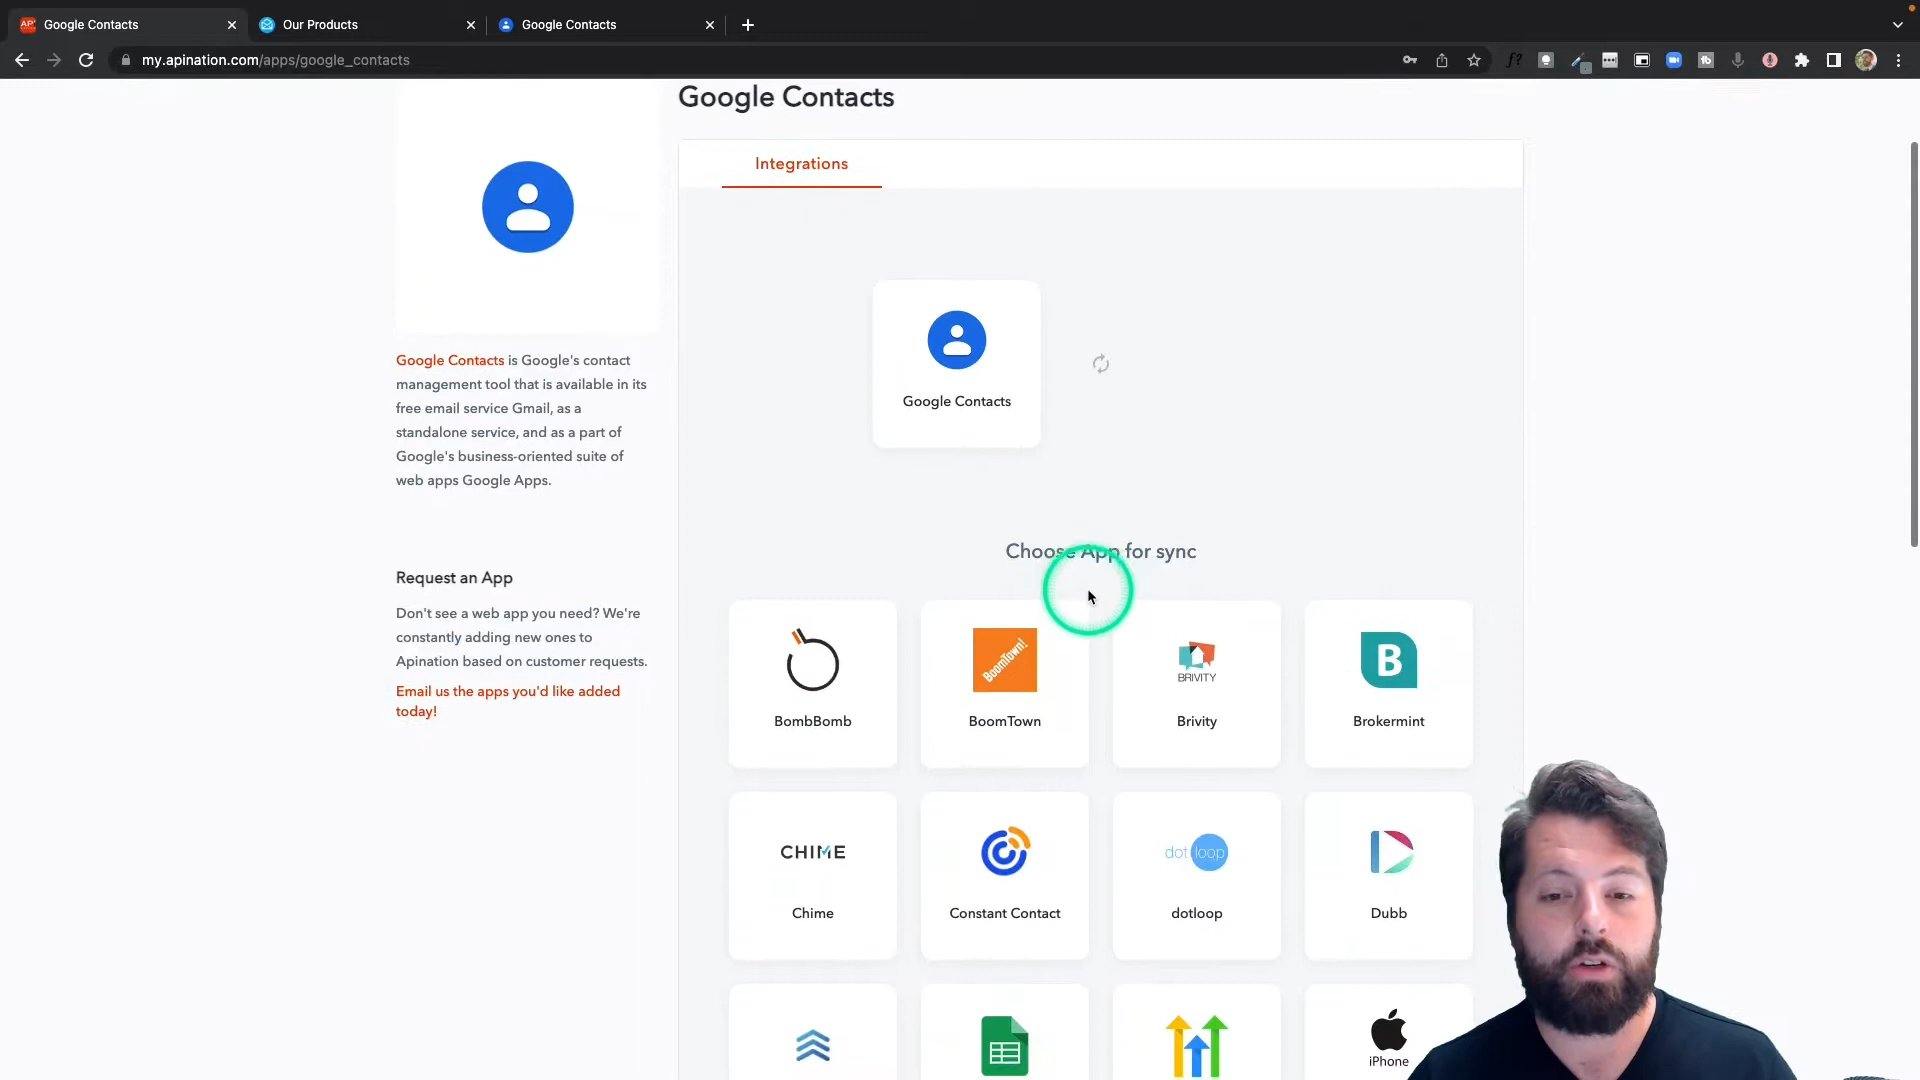 Google Contacts
Our Products
Google Contacts
my.apination.com/apps/google_contacts
f?
Google Contacts
Integrations
Google Contacts
Google Contacts is Google's contact
management tool that is available in its
free email service Gmail, as a
standalone service, and as a part of
Google's business-oriented suite of
web apps Google Apps.
Request an App
Don't see a web app you need? We're
constantly adding new ones to
Apination based on customer requests.
Email us the apps you'd like added
today!
Choose App for sync
BoomTown!
BRIVITY
B
BombBomb
BoomTown
Brivity
Brokermint
CHIME
dotloop
Chime
Constant Contact
dotloop
Dubb
iPhone